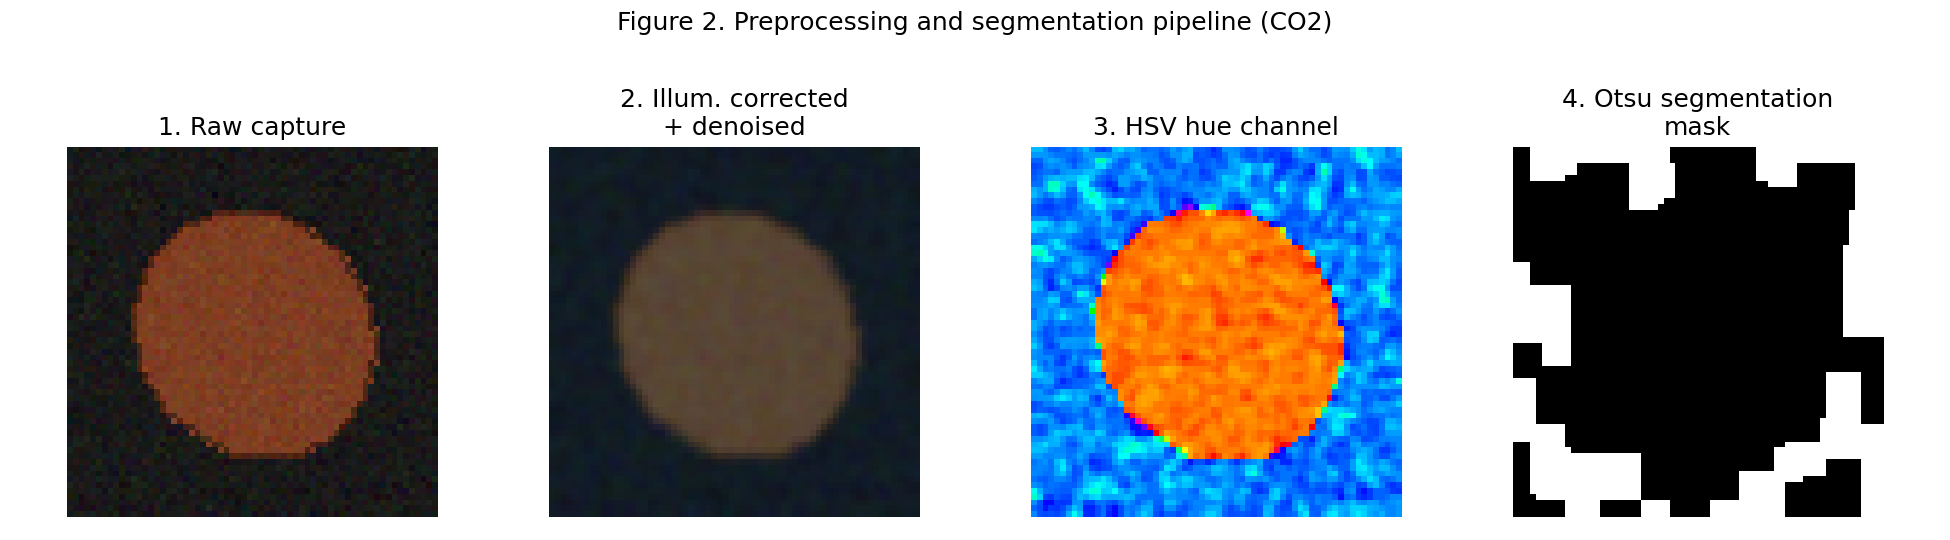 Figure 2. Preprocessing and segmentation pipeline (CO2)
1. Raw capture
2. Illum. corrected
+ denoised
3. HSV hue channel
4. Otsu segmentation
mask